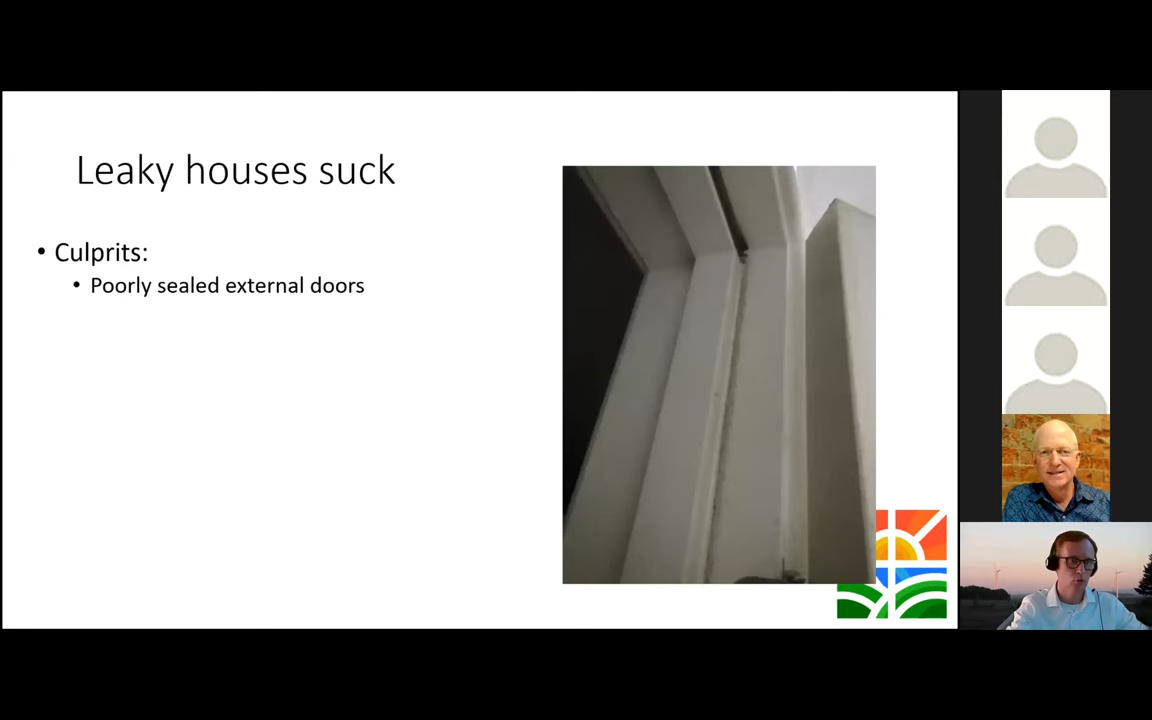 Leaky houses suck
• Culprits:
• Poorly sealed external doors